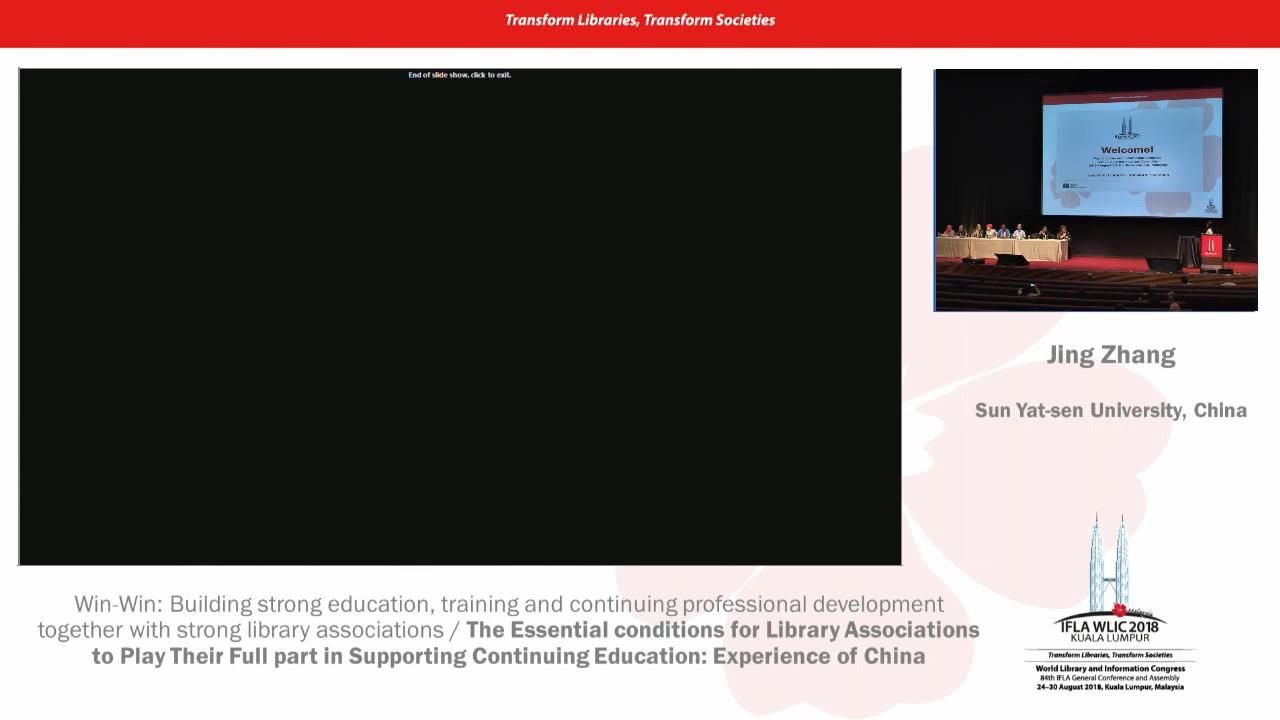 Transform Libraries, Transform Societies
End of slide show, click to exit.
Welcome!
Jing Zhang
Sun Yat-sen University, China
Win-Win: Building strong education, training and continuing professional development
together with strong library associations / The Essential conditions for Library Associations
to Play Their Full part in Supporting Continuing Education: Experience of China
Malaysia
IFLA WLIC 2018
KUALA LUMPUR
Transform Libraries, Transform Societies
World Library and Information Congress
84th IFLA General Conference and Assembly
24–30 August 2018, Kuala Lumpur, Malaysia